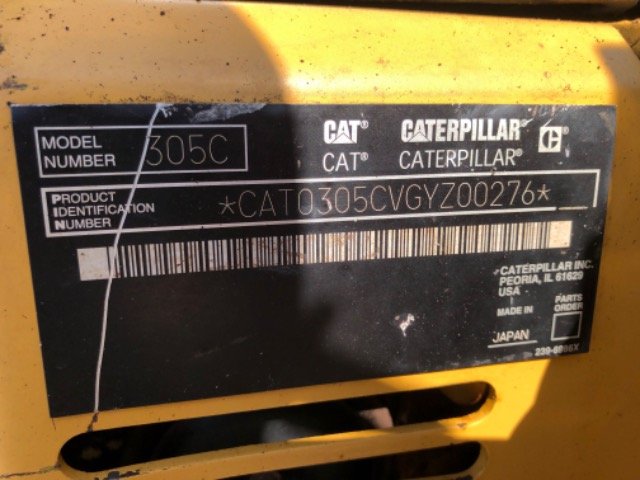 MODEL NUMBER 305C
CAT® CATERPILLAR®
CAT® CATERPILLAR®
PRODUCT
IDENTIFICATION
NUMBER
P
I
N
*CAT0305CVGYZ00276*
CATERPILLAR INC.
PEORIA, IL 61629
USA
MADE IN
JAPAN
PARTS
ORDER